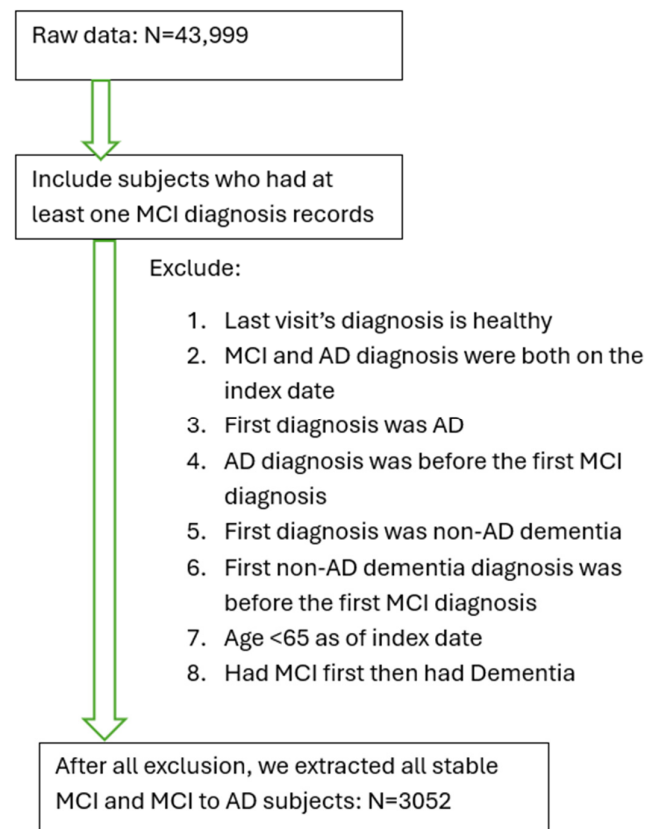 Raw data: N=43,999
Include subjects who had at
least one MCI diagnosis records
Exclude:
1. Last visit’s diagnosis is healthy
2. MCI and AD diagnosis were both on the
index date
3. First diagnosis was AD
4. AD diagnosis was before the first MCI
diagnosis
5. First diagnosis was non-AD dementia
6. First non-AD dementia diagnosis was
before the first MCI diagnosis
7. Age <65 as of index date
8. Had MCI first then had Dementia
After all exclusion, we extracted all stable
MCI and MCI to AD subjects: N=3052